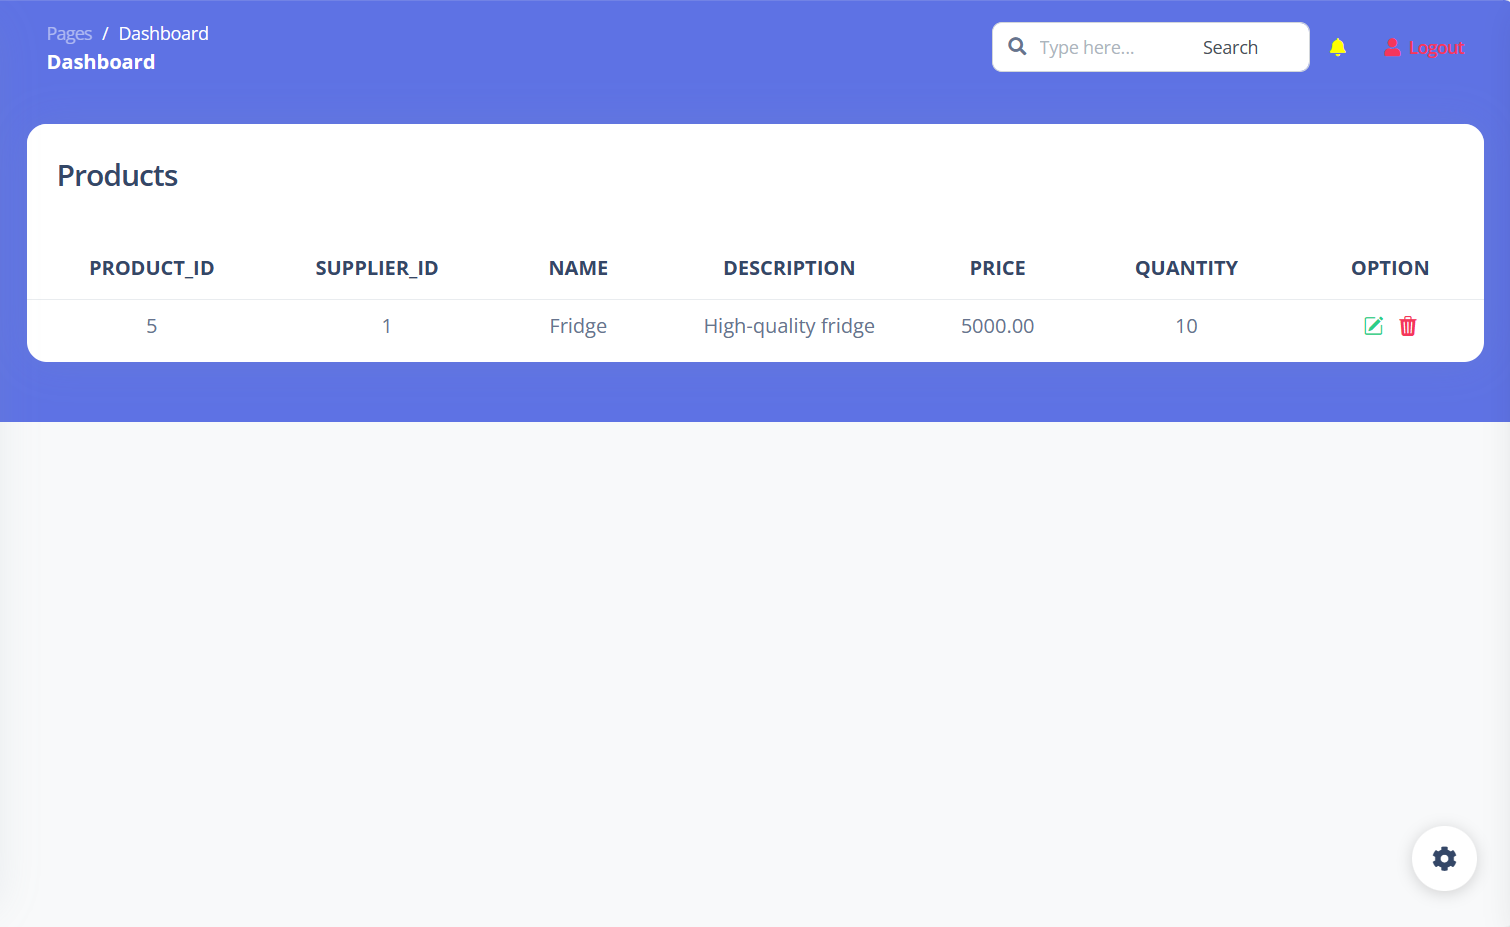 Pages / Dashboard
Dashboard
Type here... Search
Logout
Products
PRODUCT_ID SUPPLIER_ID NAME DESCRIPTION PRICE QUANTITY OPTION
5 1 Fridge High-quality fridge 5000.00 10